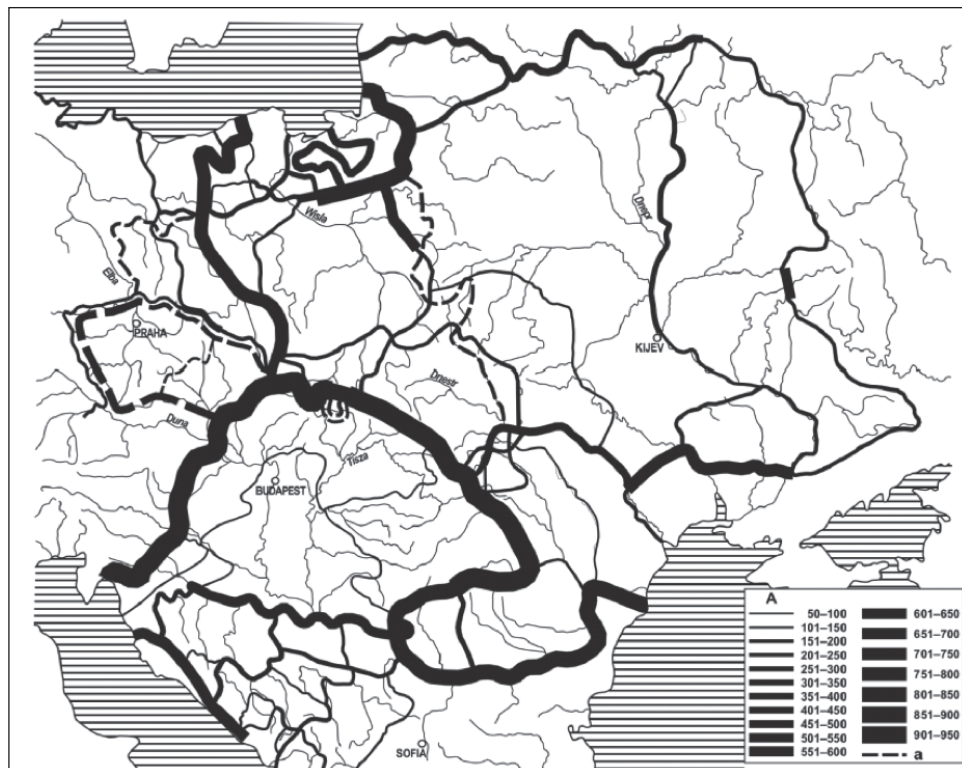 Wisla
Dnepr
Elba
PRAHA
KIJEV
Dnestr
Duna
Tisza
BUDAPEST
SOFIA
A
50–100
101–150
151–200
201–250
251–300
301–350
351–400
401–450
451–500
501–550
551–600
601–650
651–700
701–750
751–800
801–850
851–900
901–950
a